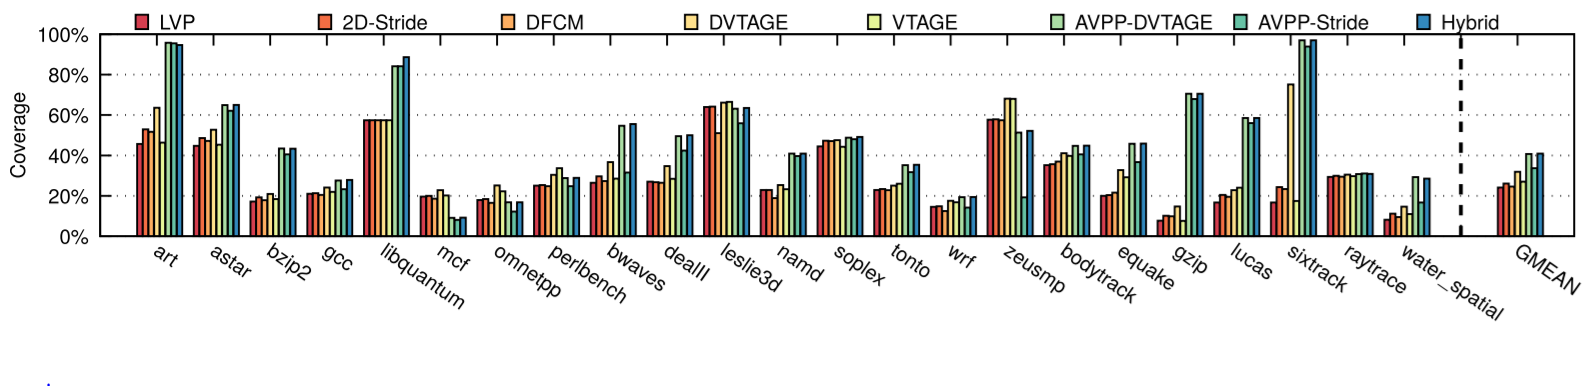 LVP 2D-Stride DFCM DVTAGE VTAGE AVPP-DVTAGE AVPP-Stride Hybrid
100%
80%
60%
40%
20%
0%
Coverage
art astar bzip2 gcc libquantum mcf omnetpp perlbench bwaves dealII leslie3d namd soplex tonto wrf zeusmp bodytrack equake gzip lucas sixtrack raytrace water_spatial GMEAN